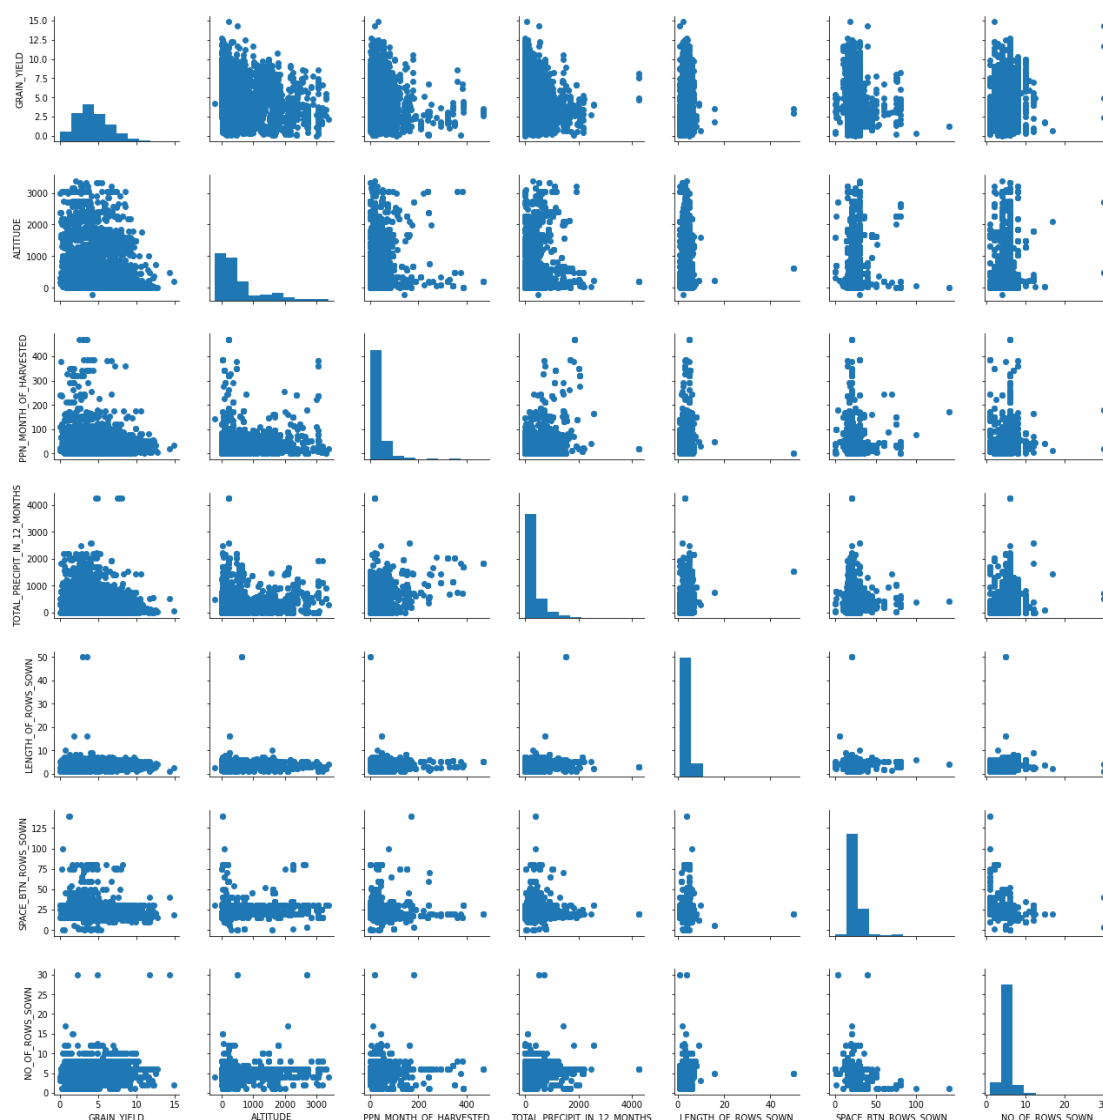 GRAIN_YIELD
15.0
12.5
10.0
7.5
5.0
2.5
0.0
ALTITUDE
3000
2000
1000
0
PPN_MONTH_OF_HARVESTED
400
300
200
100
0
TOTAL_PRECIPIT_IN_12_MONTHS
4000
3000
2000
1000
0
LENGTH_OF_ROWS_SOWN
50
40
30
20
10
0
SPACE_BTN_ROWS_SOWN
125
100
75
50
25
0
NO_OF_ROWS_SOWN
30
25
20
15
10
5
0
0 5 10 15
GRAIN_YIELD
0 1000 2000 3000
ALTITUDE
0 200 400
PPN_MONTH_OF_HARVESTED
0 2000 4000
TOTAL_PRECIPIT_IN_12_MONTHS
0 20 40
LENGTH_OF_ROWS_SOWN
0 50 100
SPACE_BTN_ROWS_SOWN
0 10 20 30
NO_OF_ROWS_SOWN